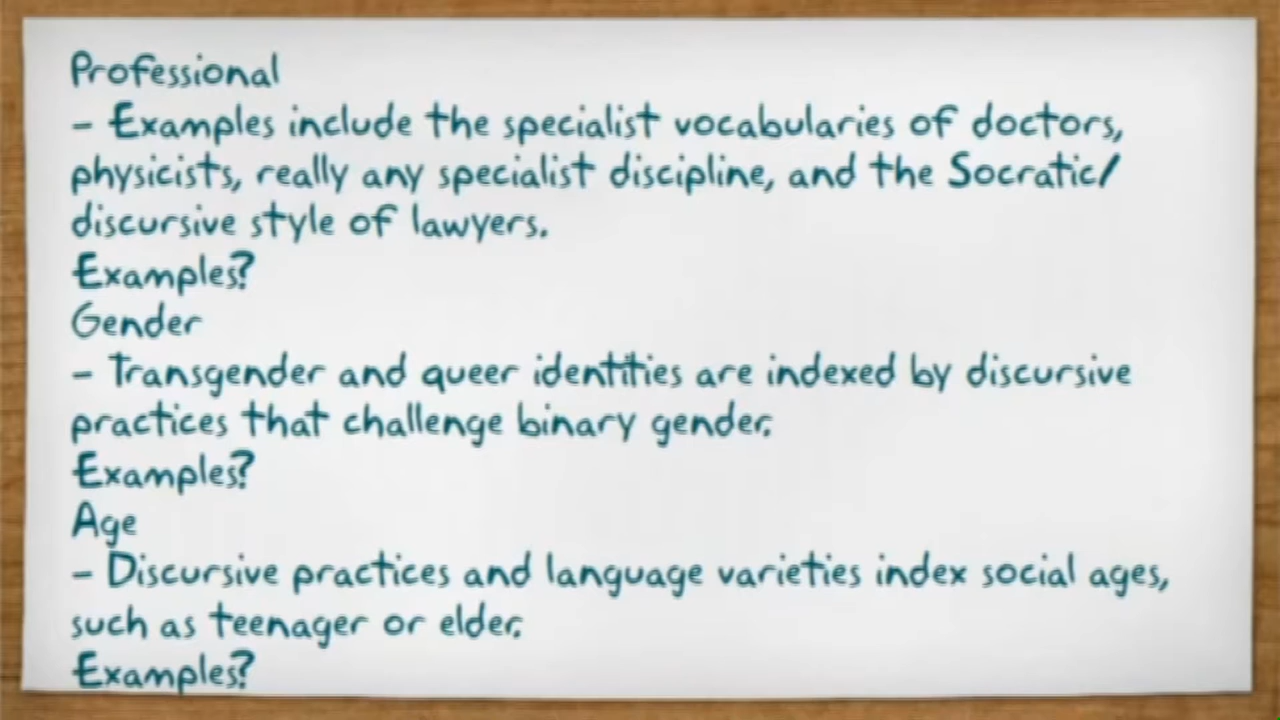 Professional
- Examples include the specialist vocabularies of doctors,
physicists, really any specialist discipline, and the Socratic/
discursive style of lawyers.
Examples?
Gender
- Transgender and queer identities are indexed by discursive
practices that challenge binary gender.
Examples?
Age
- Discursive practices and language varieties index social ages,
such as teenager or elder.
Examples?